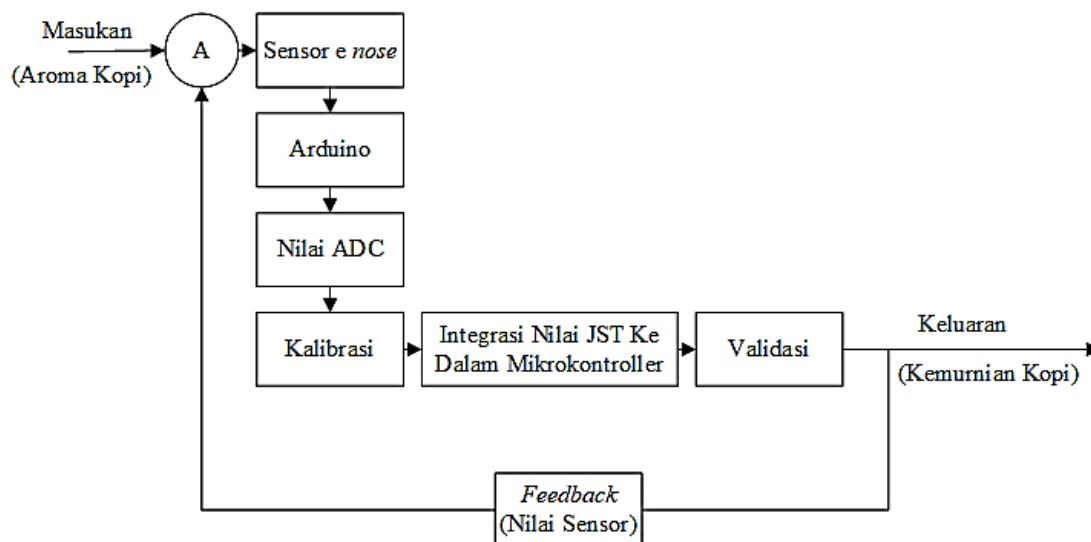 Masukan
(Aroma Kopi)
A
Sensor e nose
Arduino
Nilai ADC
Kalibrasi
Integrasi Nilai JST Ke
Dalam Mikrokontroller
Validasi
Keluaran
(Kemurnian Kopi)
Feedback
(Nilai Sensor)